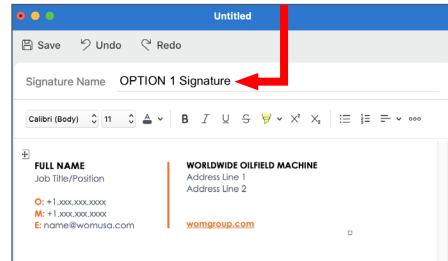 Untitled
Save Undo Redo
Signature Name OPTION 1 Signature
Calibri (Body) 11 A B I U S X² X₂
FULL NAME
Job Title/Position
O: +1.xxx.xxx.xxxx
M: +1.xxx.xxx.xxxx
E: name@womusa.com
WORLDWIDE OILFIELD MACHINE
Address Line 1
Address Line 2
womgroup.com